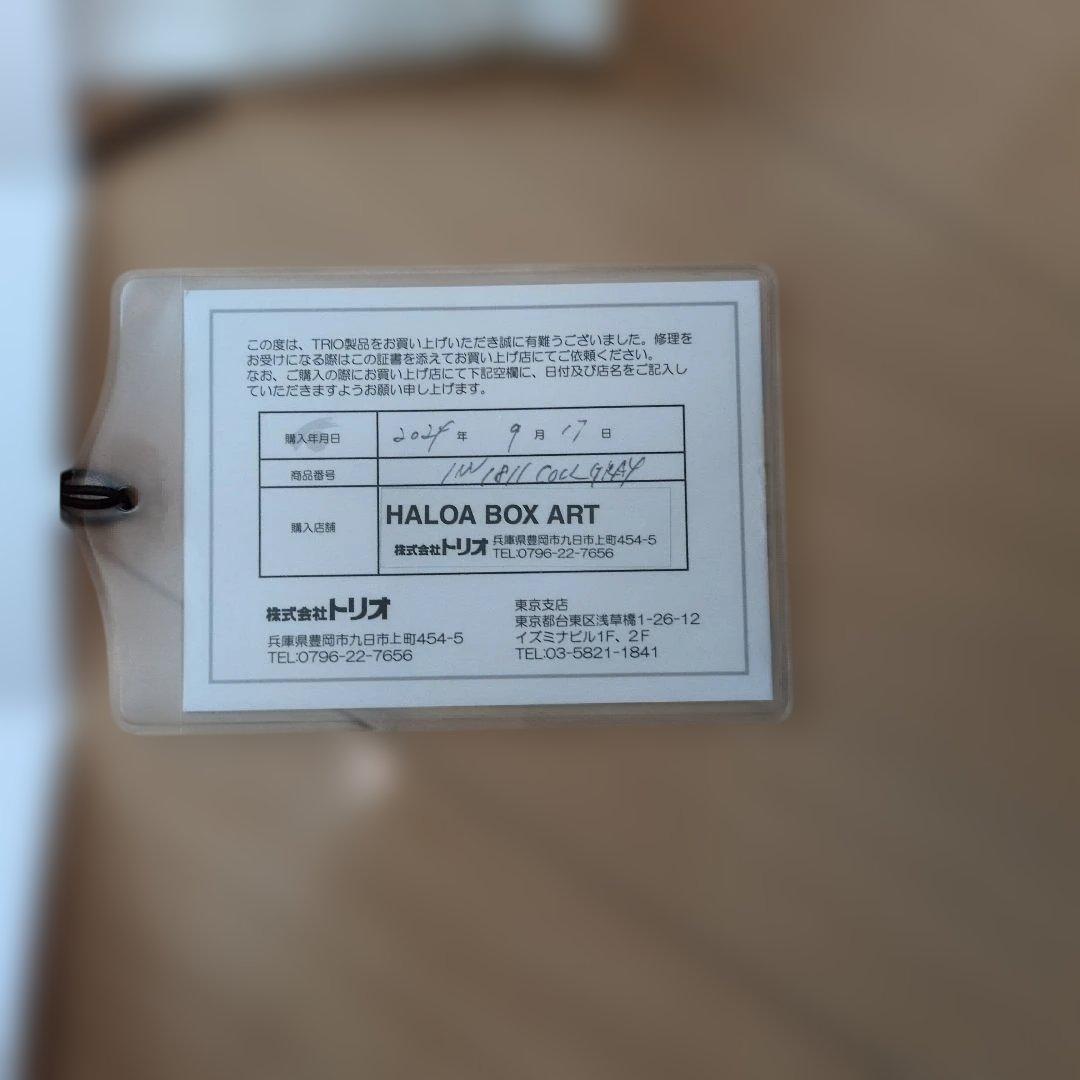 この度は、TRIO製品をお買い上げいただき誠に有難うございました。修理を
お受けになる際はこの証書を添えてお買い上げ店にてご依頼ください。
なお、ご購入の際にお買い上げ店にて下記空欄に、日付及び店名をご記入し
ていただきますようお願い申し上げます。
購入年月日 2024年 9月 17日
商品番号 IW1811 COOL GRAY
購入店舗
HALOA BOX ART
株式会社トリオ 兵庫県豊岡市九日市上町454-5
TEL:0796-22-7656
株式会社トリオ
兵庫県豊岡市九日市上町454-5
TEL:0796-22-7656
東京支店
東京都台東区浅草橋1-26-12
イズミナビル1F、2F
TEL:03-5821-1841